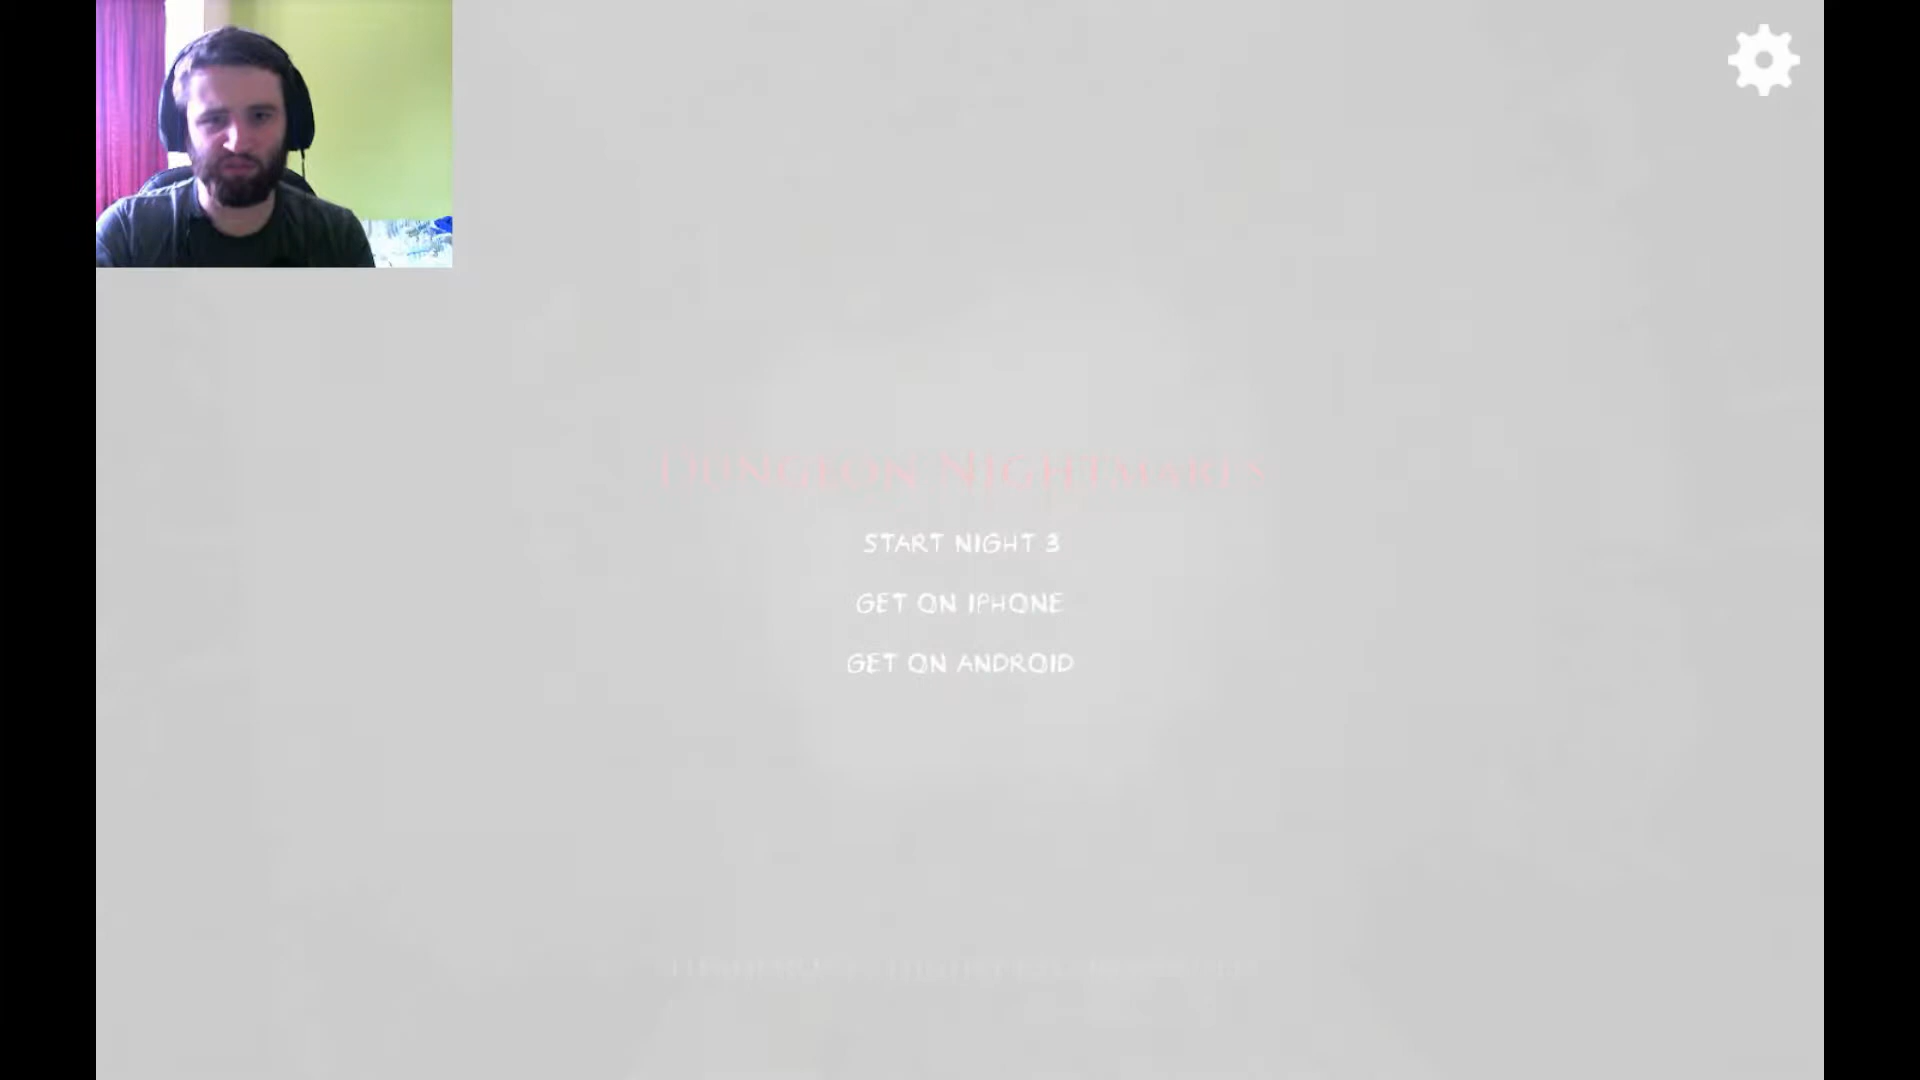 DUNGEON NIGHTMARES
START NIGHT 3
GET ON IPHONE
GET ON ANDROID